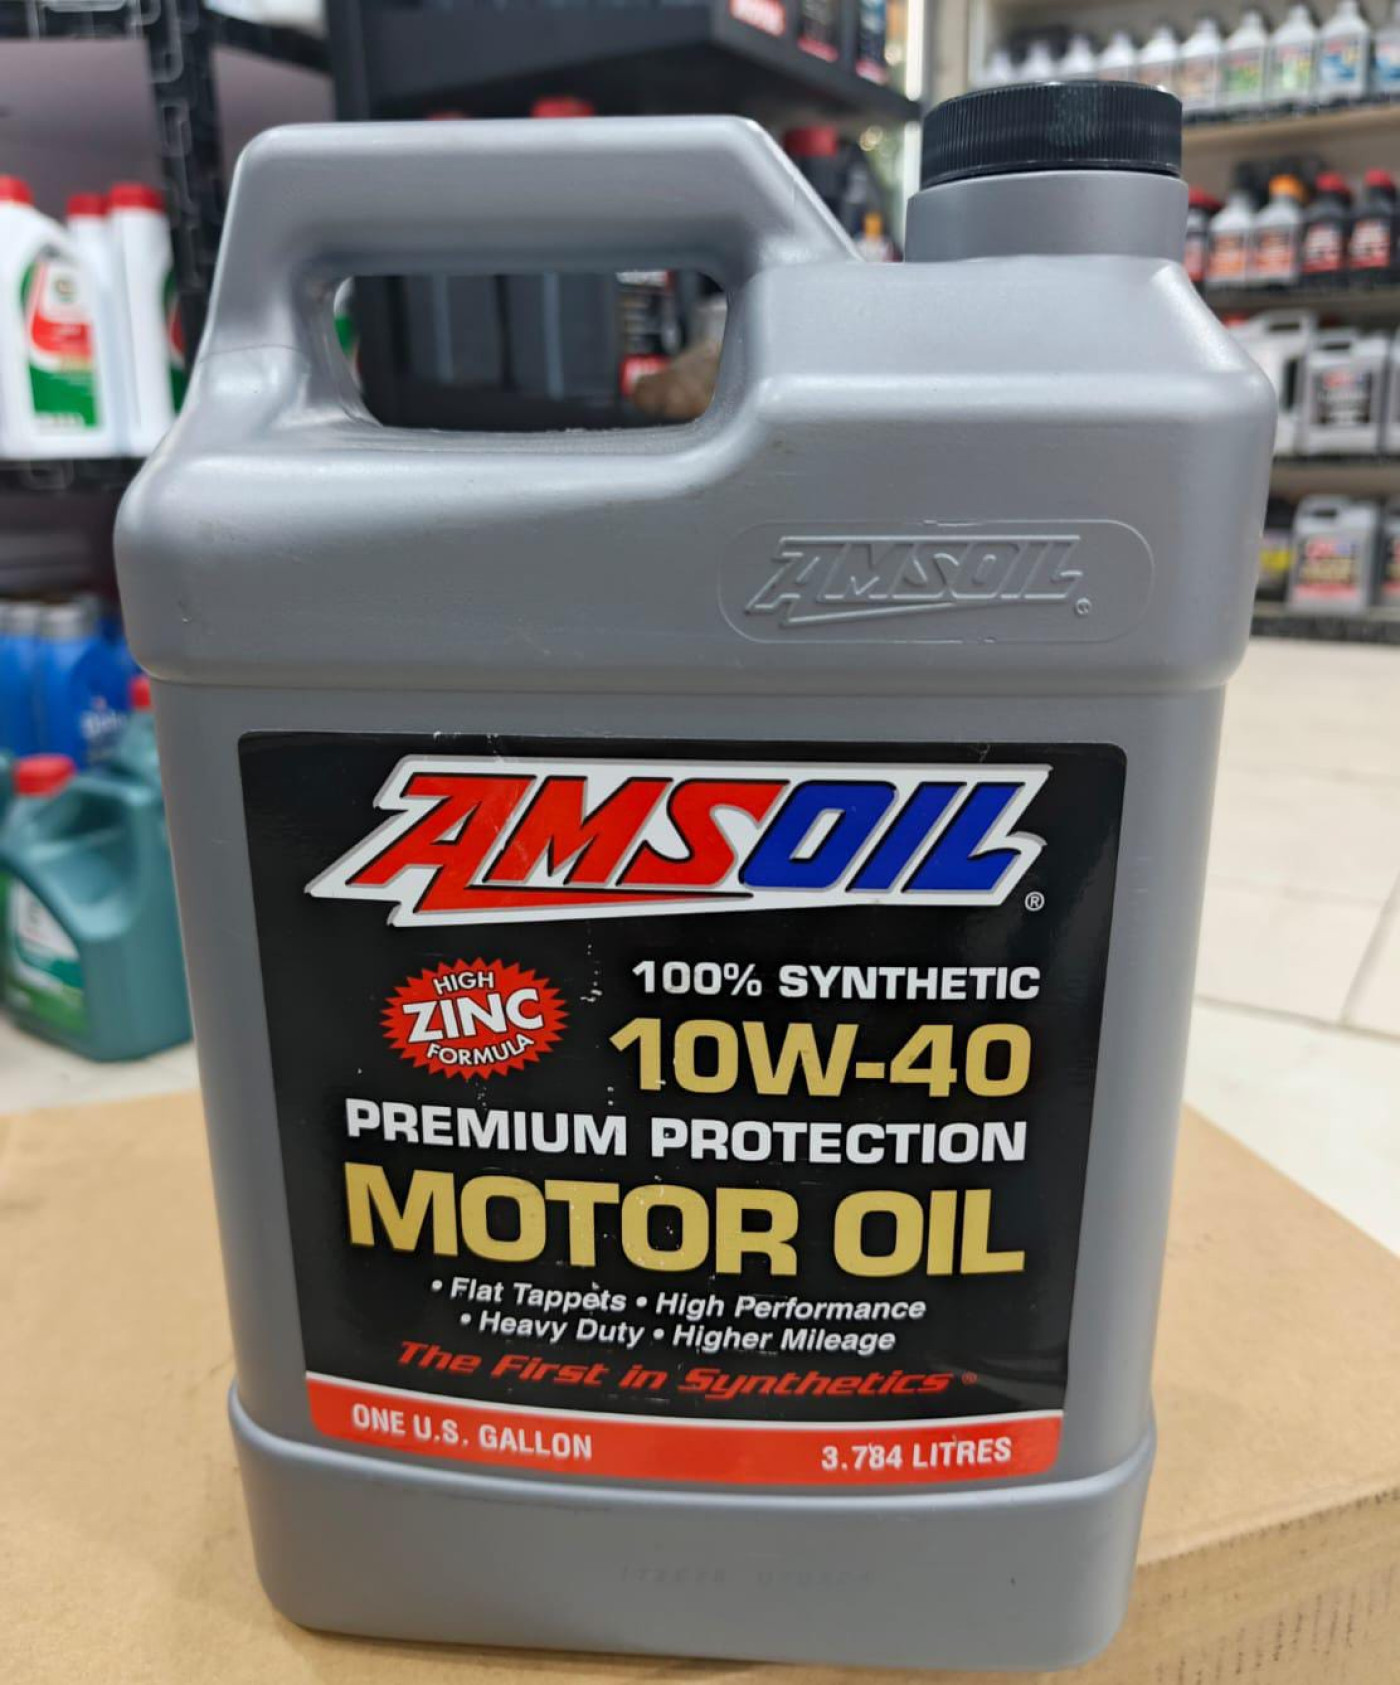 AMSOIL®
AMSOIL®
HIGH
ZINC
FORMULA
100% SYNTHETIC
10W-40
PREMIUM PROTECTION
MOTOR OIL
• Flat Tappets • High Performance
• Heavy Duty • Higher Mileage
The First in Synthetics®
ONE U.S. GALLON 3.784 LITRES